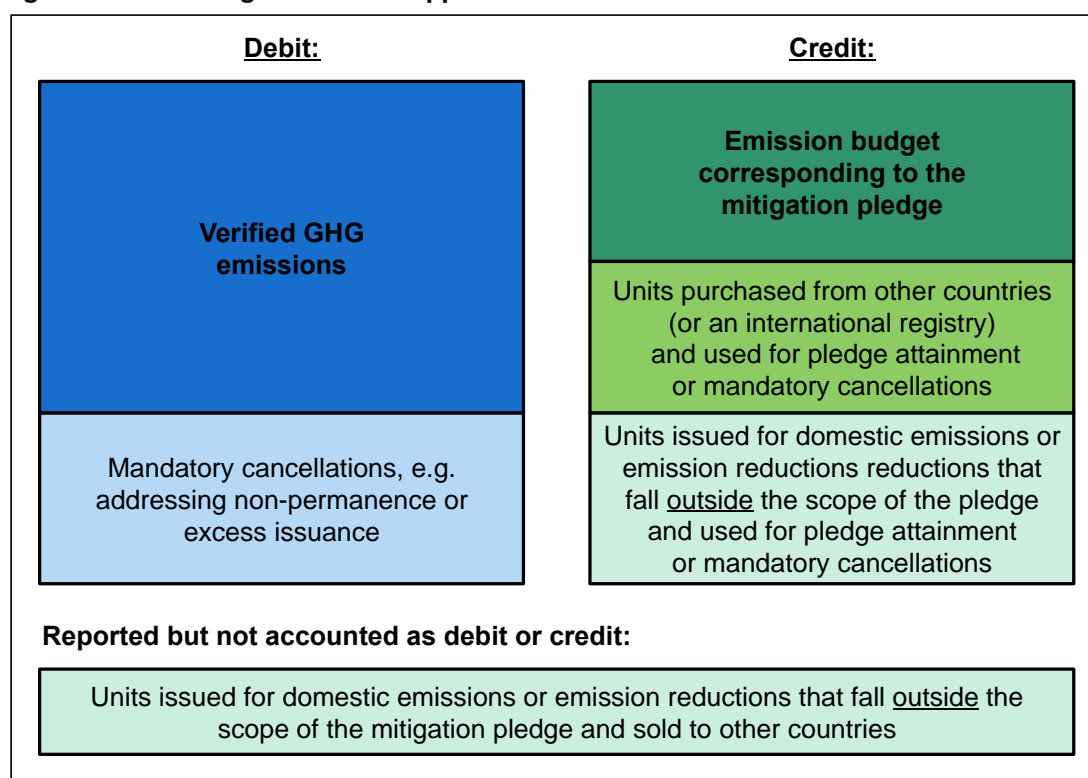 Debit:
Credit:
Verified GHG
emissions
Mandatory cancellations, e.g.
addressing non-permanence or
excess issuance
Emission budget
corresponding to the
mitigation pledge
Units purchased from other countries
(or an international registry)
and used for pledge attainment
or mandatory cancellations
Units issued for domestic emissions or
emission reductions reductions that
fall outside the scope of the pledge
and used for pledge attainment
or mandatory cancellations
Reported but not accounted as debit or credit:
Units issued for domestic emissions or emission reductions that fall outside the
scope of the mitigation pledge and sold to other countries